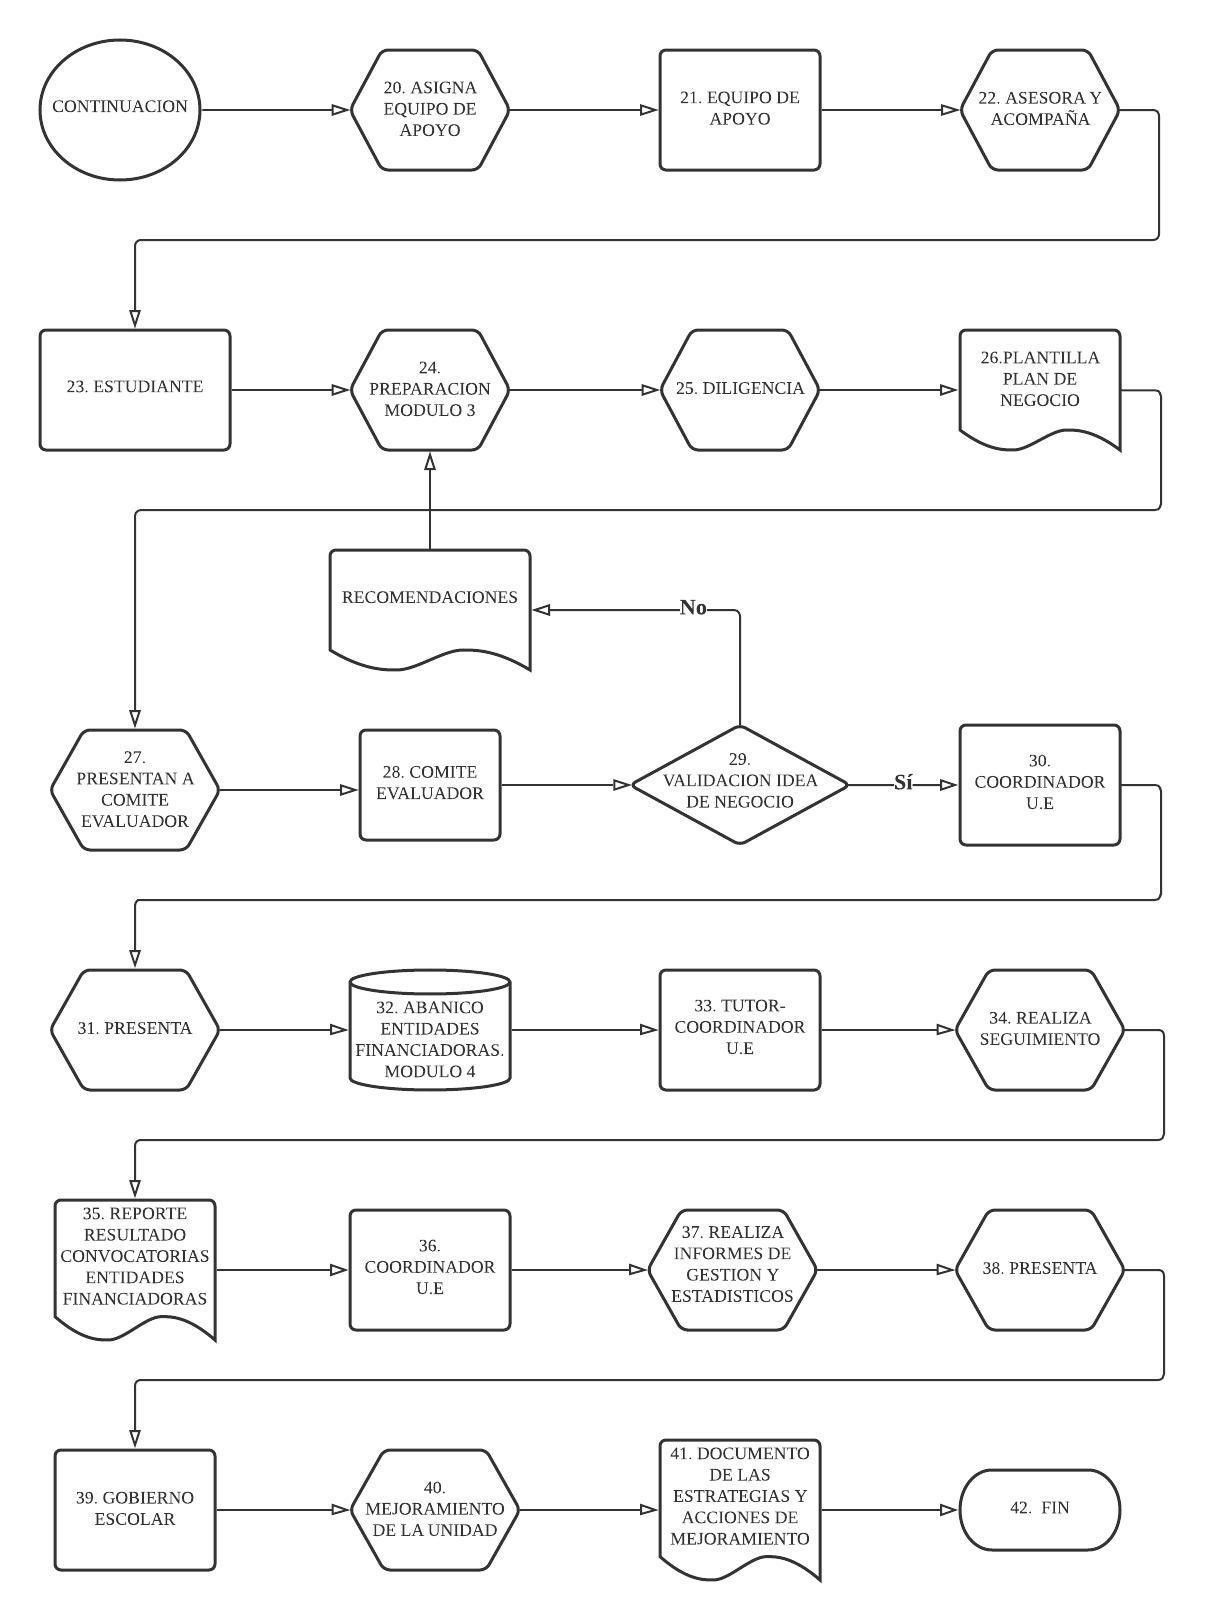 CONTINUACION
20. ASIGNA
EQUIPO DE
APOYO
21. EQUIPO DE
APOYO
22. ASESORA Y
ACOMPAÑA
23. ESTUDIANTE
24.
PREPARACION
MODULO 3
25. DILIGENCIA
26.PLANTILLA
PLAN DE
NEGOCIO
RECOMENDACIONES
No
27.
PRESENTAN A
COMITE
EVALUADOR
28. COMITE
EVALUADOR
29.
VALIDACION IDEA
DE NEGOCIO
Sí
30.
COORDINADOR
U.E
31. PRESENTA
32. ABANICO
ENTIDADES
FINANCIADORAS.
MODULO 4
33. TUTOR-
COORDINADOR
U.E
34. REALIZA
SEGUIMIENTO
35. REPORTE
RESULTADO
CONVOCATORIAS
ENTIDADES
FINANCIADORAS
36.
COORDINADOR
U.E
37. REALIZA
INFORMES DE
GESTION Y
ESTADISTICOS
38. PRESENTA
39. GOBIERNO
ESCOLAR
40.
MEJORAMIENTO
DE LA UNIDAD
41. DOCUMENTO
DE LAS
ESTRATEGIAS Y
ACCIONES DE
MEJORAMIENTO
42. FIN